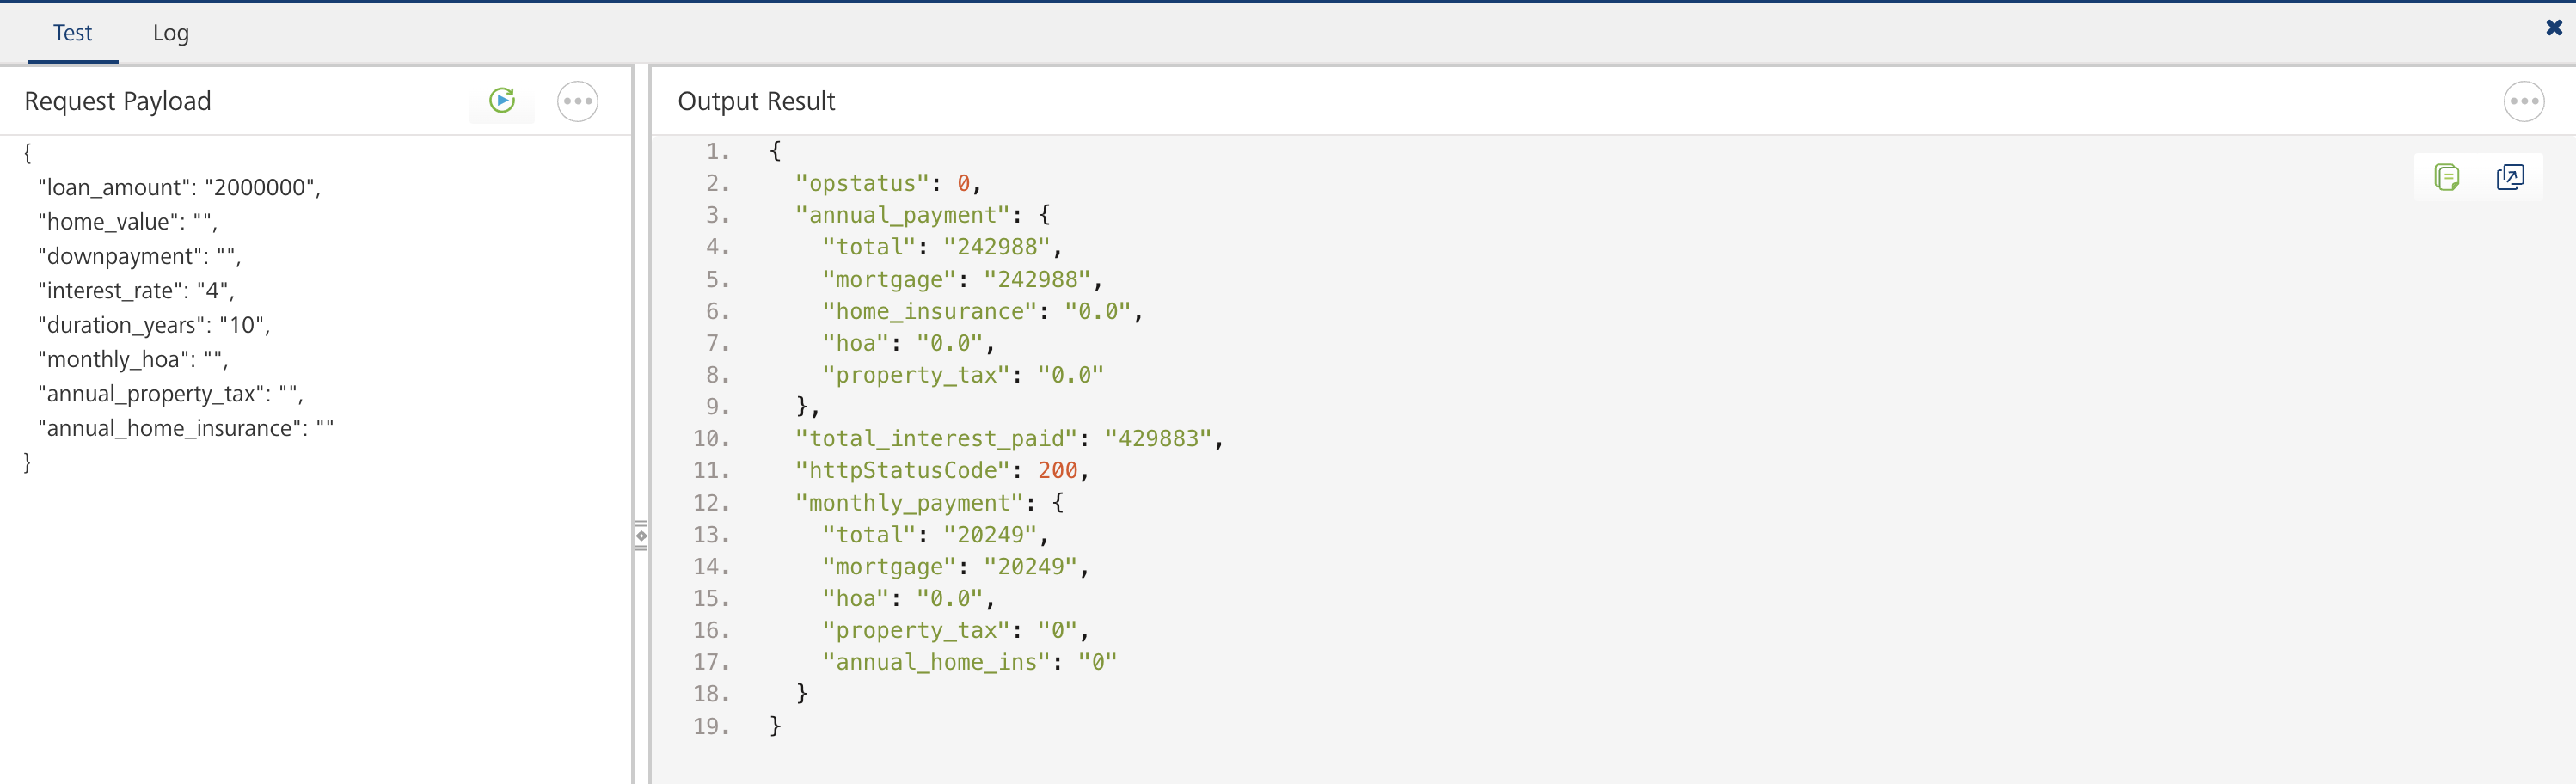 Test Log
Request Payload
{
"loan_amount": "2000000",
"home_value": "",
"downpayment": "",
"interest_rate": "4",
"duration_years": "10",
"monthly_hoa": "",
"annual_property_tax": "",
"annual_home_insurance": ""
}
Output Result
1. {
2. "opstatus": 0,
3. "annual_payment": {
4. "total": "242988",
5. "mortgage": "242988",
6. "home_insurance": "0.0",
7. "hoa": "0.0",
8. "property_tax": "0.0"
9. },
10. "total_interest_paid": "429883",
11. "httpStatusCode": 200,
12. "monthly_payment": {
13. "total": "20249",
14. "mortgage": "20249",
15. "hoa": "0.0",
16. "property_tax": "0",
17. "annual_home_ins": "0"
18. }
19. }